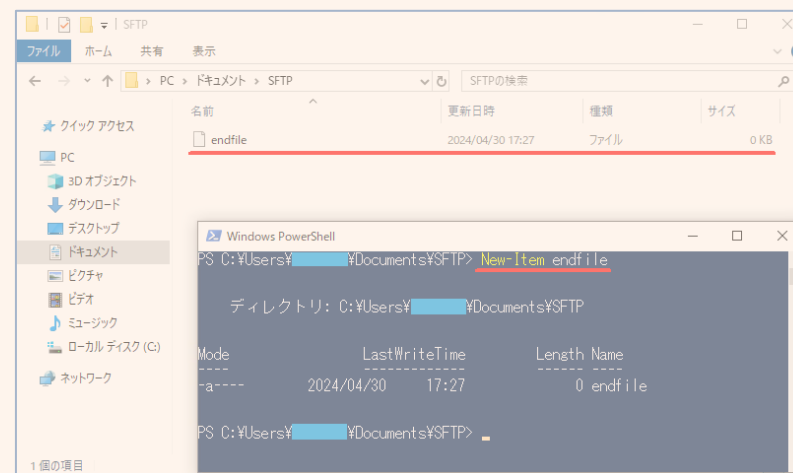 SFTP
ファイル ホーム 共有 表示
PC > ドキュメント > SFTP SFTPの検索
名前 更新日時 種類 サイズ
クイック アクセス
endfile 2024/04/30 17:27 ファイル 0 KB
PC
3D オブジェクト
ダウンロード
デスクトップ
ドキュメント
ピクチャ
ビデオ
ミュージック
ローカル ディスク (C:)
ネットワーク
1 個の項目
Windows PowerShell
PS C:¥Users¥ ¥Documents¥SFTP> New-Item endfile
ディレクトリ: C:¥Users¥ ¥Documents¥SFTP
Mode LastWriteTime Length Name
---- ------------- ------ ----
-a---- 2024/04/30 17:27 0 endfile
PS C:¥Users¥ ¥Documents¥SFTP>